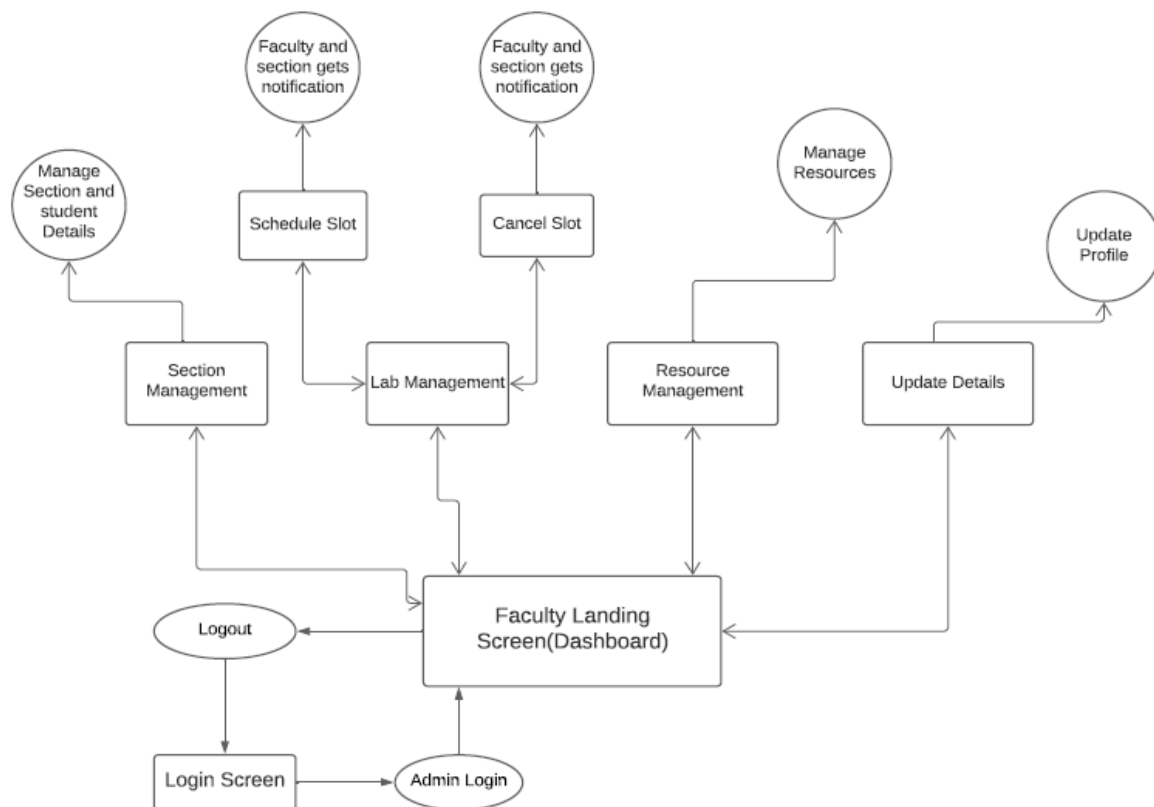 Faculty and
section gets
notification
Faculty and
section gets
notification
Manage
Resources
Manage
Section and
student
Details
Schedule Slot
Cancel Slot
Update
Profile
Section
Management
Lab Management
Resource
Management
Update Details
Faculty Landing
Screen(Dashboard)
Logout
Login Screen
Admin Login